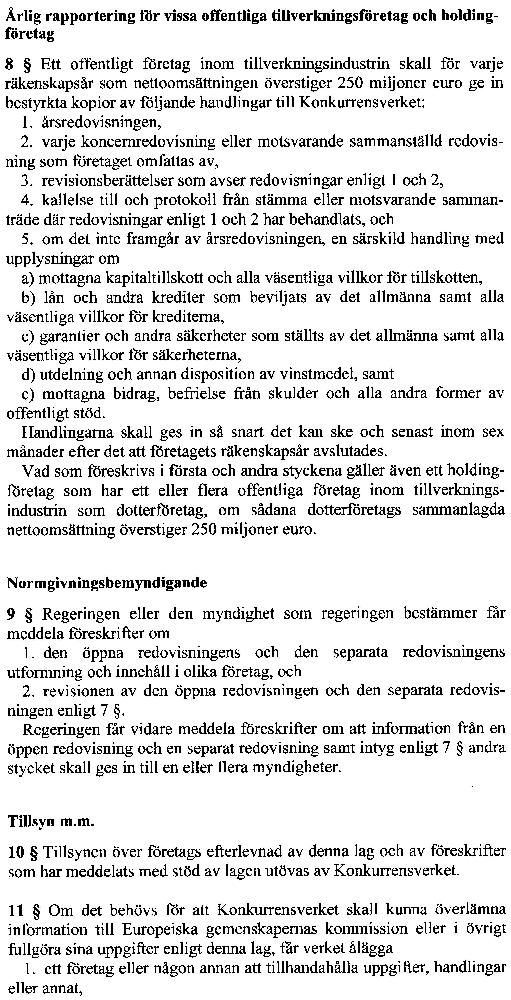 Årlig rapportering för vissa offentliga tillverkningsföretag och holding-
företag
8 § Ett offentligt företag inom tillverkningsindustrin skall för varje
räkenskapsår som nettoomsättningen överstiger 250 miljoner euro ge in
bestyrkta kopior av följande handlingar till Konkurrensverket:
1. årsredovisningen,
2. varje koncernredovisning eller motsvarande sammanställd redovis-
ning som företaget omfattas av,
3. revisionsberättelser som avser redovisningar enligt 1 och 2,
4. kallelse till och protokoll från stämma eller motsvarande samman-
träde där redovisningar enligt 1 och 2 har behandlats, och
5. om det inte framgår av årsredovisningen, en särskild handling med
upplysningar om
a) mottagna kapitaltillskott och alla väsentliga villkor för tillskotten,
b) lån och andra krediter som beviljats av det allmänna samt alla
väsentliga villkor för krediterna,
c) garantier och andra säkerheter som ställts av det allmänna samt alla
väsentliga villkor för säkerheterna,
d) utdelning och annan disposition av vinstmedel, samt
e) mottagna bidrag, befrielse från skulder och alla andra former av
offentligt stöd.
Handlingarna skall ges in så snart det kan ske och senast inom sex
månader efter det att företagets räkenskapsår avslutades.
Vad som föreskrivs i första och andra styckena gäller även ett holding-
företag som har ett eller flera offentliga företag inom tillverknings-
industrin som dotterföretag, om sådana dotterföretags sammanlagda
nettoomsättning överstiger 250 miljoner euro.
Normgivningsbemyndigande
9 § Regeringen eller den myndighet som regeringen bestämmer får
meddela föreskrifter om
1. den öppna redovisningens och den separata redovisningens
utformning och innehåll i olika företag, och
2. revisionen av den öppna redovisningen och den separata redovis-
ningen enligt 7 §.
Regeringen får vidare meddela föreskrifter om att information från en
öppen redovisning och en separat redovisning samt intyg enligt 7 § andra
stycket skall ges in till en eller flera myndigheter.
Tillsyn m.m.
10 § Tillsynen över företags efterlevnad av denna lag och av föreskrifter
som har meddelats med stöd av lagen utövas av Konkurrensverket.
11 § Om det behövs för att Konkurrensverket skall kunna överlämna
information till Europeiska gemenskapernas kommission eller i övrigt
fullgöra sina uppgifter enligt denna lag, får verket ålägga
1. ett företag eller någon annan att tillhandahålla uppgifter, handlingar
eller annat,